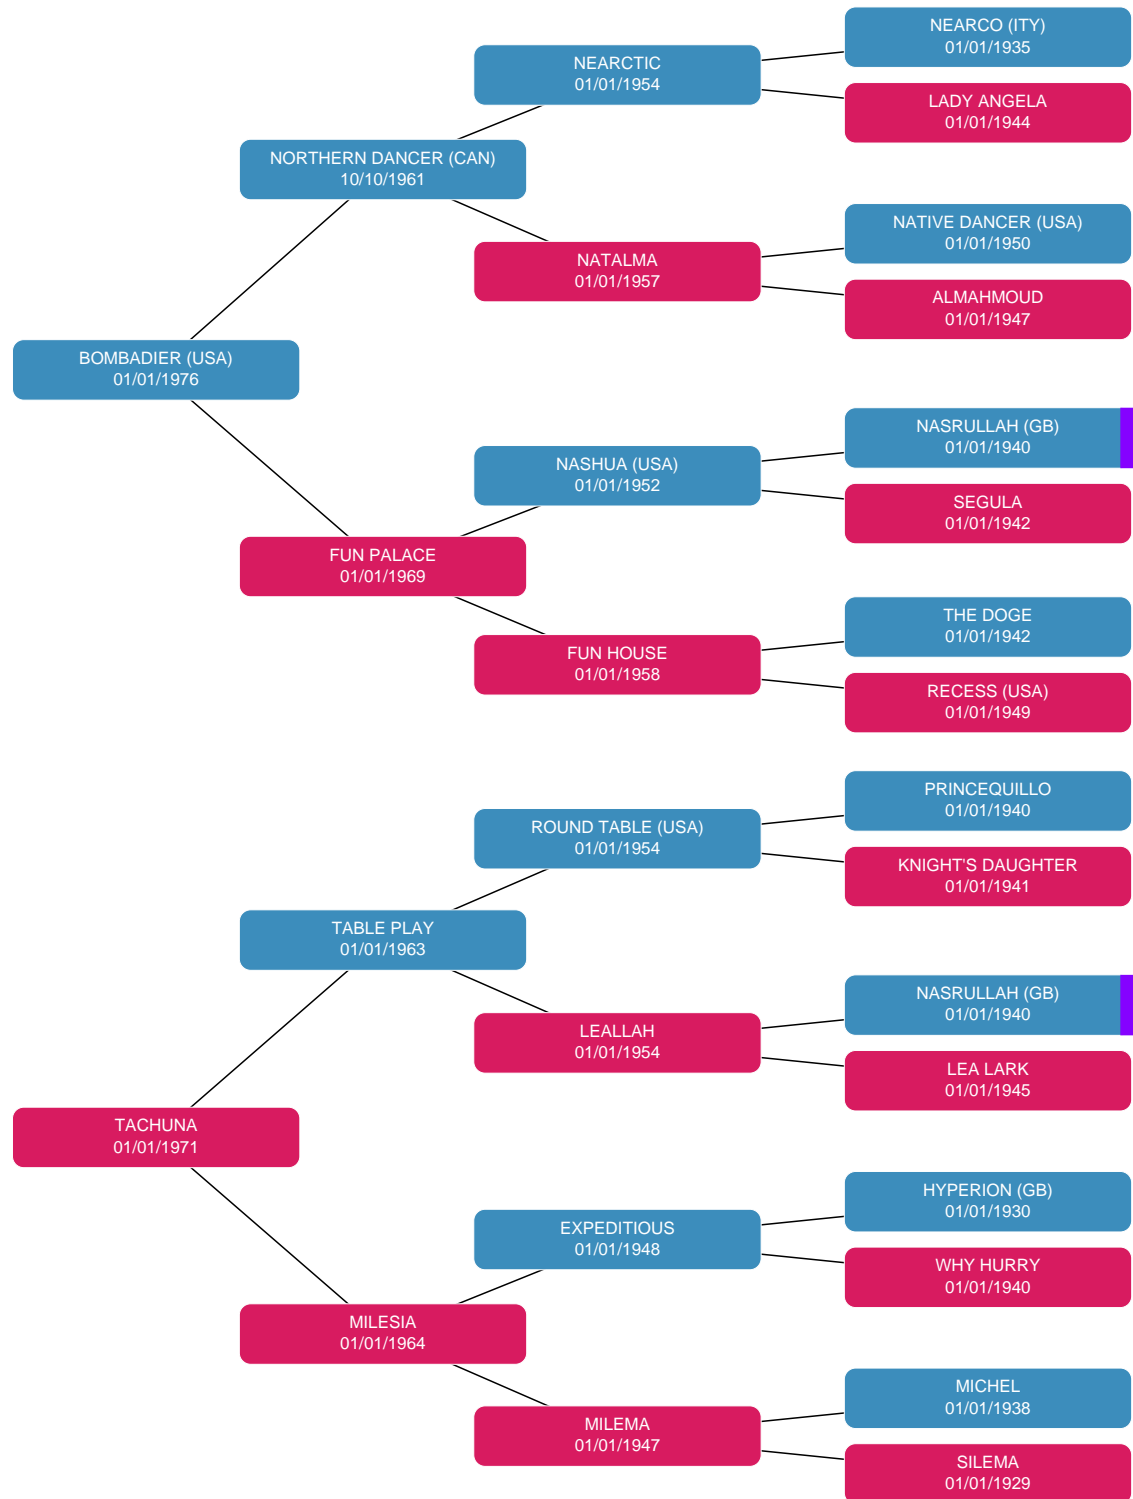 NEARCO (ITY)
01/01/1935
NEARCTIC
01/01/1954
LADY ANGELA
01/01/1944
NORTHERN DANCER (CAN)
10/10/1961
NATIVE DANCER (USA)
01/01/1950
NATALMA
01/01/1957
ALMAHMOUD
01/01/1947
BOMBADIER (USA)
01/01/1976
NASRULLAH (GB)
01/01/1940
NASHUA (USA)
01/01/1952
SEGULA
01/01/1942
FUN PALACE
01/01/1969
THE DOGE
01/01/1942
FUN HOUSE
01/01/1958
RECESS (USA)
01/01/1949
PRINCEQUILLO
01/01/1940
ROUND TABLE (USA)
01/01/1954
KNIGHT'S DAUGHTER
01/01/1941
TABLE PLAY
01/01/1963
NASRULLAH (GB)
01/01/1940
LEALLAH
01/01/1954
LEA LARK
01/01/1945
TACHUNA
01/01/1971
HYPERION (GB)
01/01/1930
EXPEDITIOUS
01/01/1948
WHY HURRY
01/01/1940
MILESIA
01/01/1964
MICHEL
01/01/1938
MILEMA
01/01/1947
SILEMA
01/01/1929